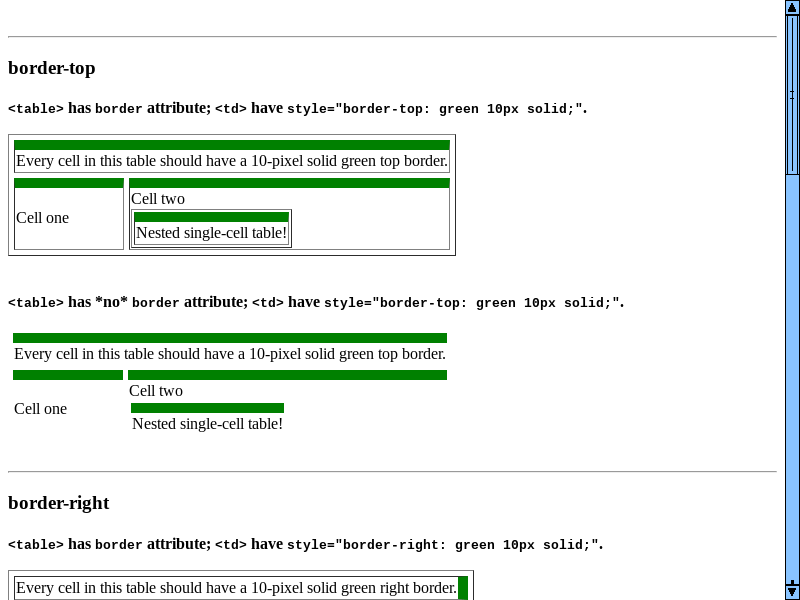 border-top
<table> has border attribute; <td> have style="border-top: green 10px solid;".
Every cell in this table should have a 10-pixel solid green top border.
Cell one
Cell two
Nested single-cell table!
<table> has *no* border attribute; <td> have style="border-top: green 10px solid;".
Every cell in this table should have a 10-pixel solid green top border.
Cell one
Cell two
Nested single-cell table!
border-right
<table> has border attribute; <td> have style="border-right: green 10px solid;".
Every cell in this table should have a 10-pixel solid green right border.